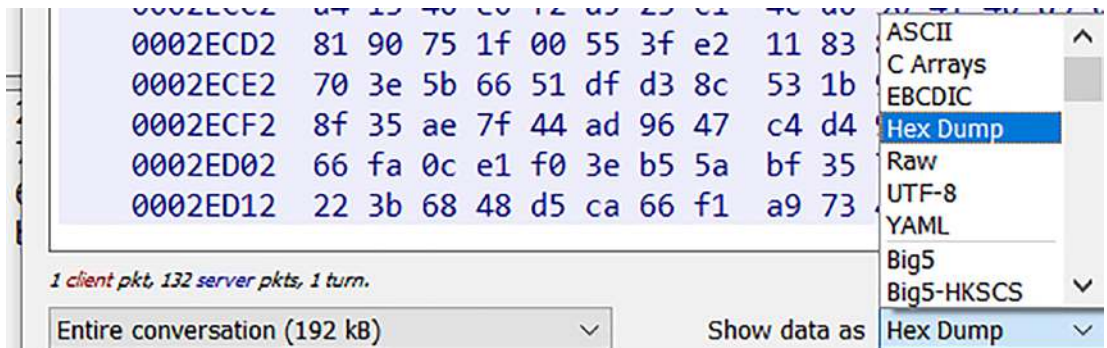 0002ECD2 81 90 75 1f 00 55 3f e2 11 83
0002ECE2 70 3e 5b 66 51 df d3 8c 53 1b
0002ECF2 8f 35 ae 7f 44 ad 96 47 c4 d4
0002ED02 66 fa 0c e1 f0 3e b5 5a bf 35
0002ED12 22 3b 68 48 d5 ca 66 f1 a9 73
ASCII
C Arrays
EBCDIC
Hex Dump
Raw
UTF-8
YAML
Big5
Big5-HKSCS
1 client pkt, 132 server pkts, 1 turn.
Entire conversation (192 kB)
Show data as Hex Dump